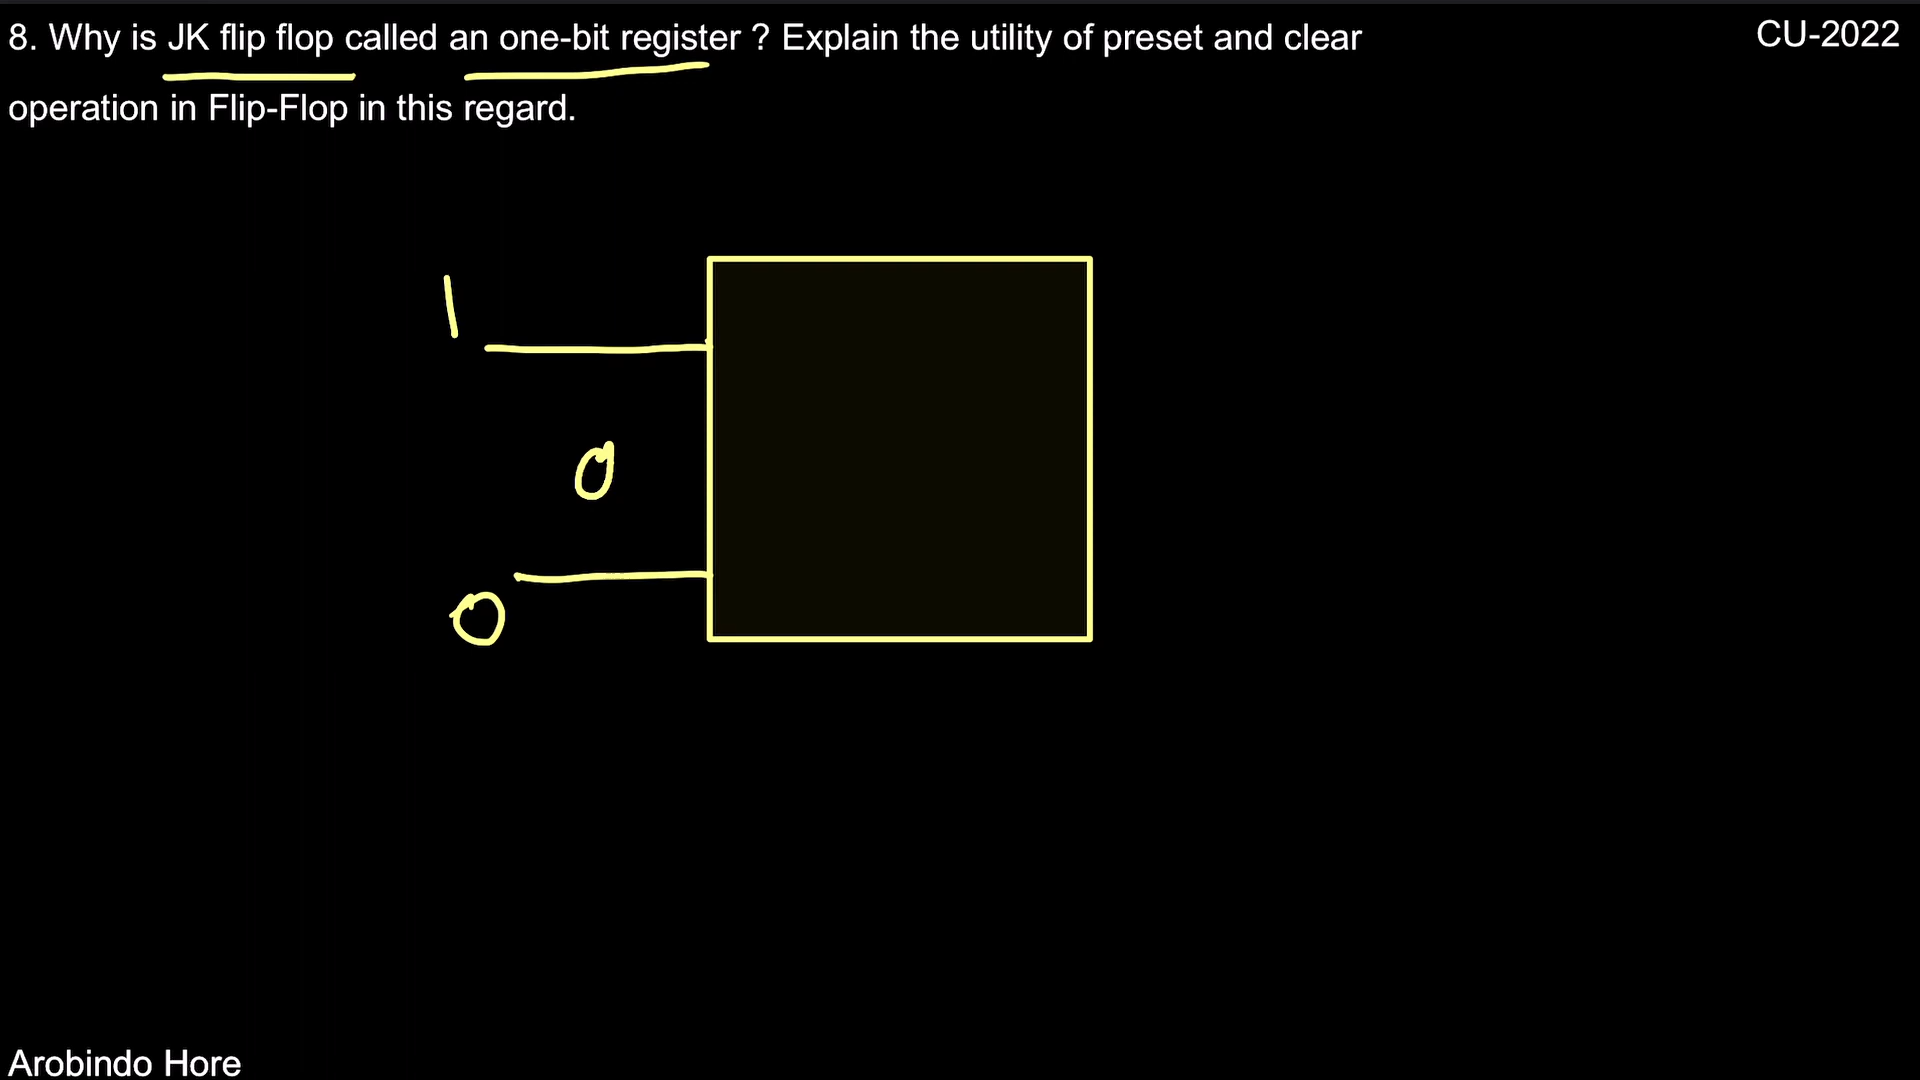 8. Why is JK flip flop called an one-bit register ? Explain the utility of preset and clear
CU-2022
operation in Flip-Flop in this regard.
1
0
0
Arobindo Hore